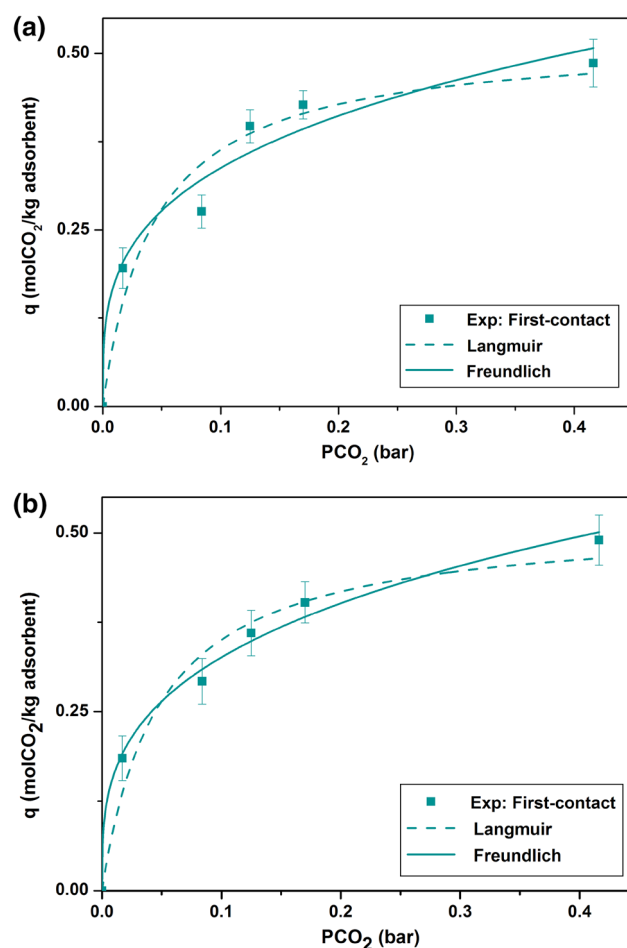 (a)
0.50
0.25
0.00
q (molCO₂/kg adsorbent)
Exp: First-contact
Langmuir
Freundlich
0.0 0.1 0.2 0.3 0.4
PCO₂ (bar)
(b)
0.50
0.25
0.00
q (molCO₂/kg adsorbent)
Exp: First-contact
Langmuir
Freundlich
0.0 0.1 0.2 0.3 0.4
PCO₂ (bar)